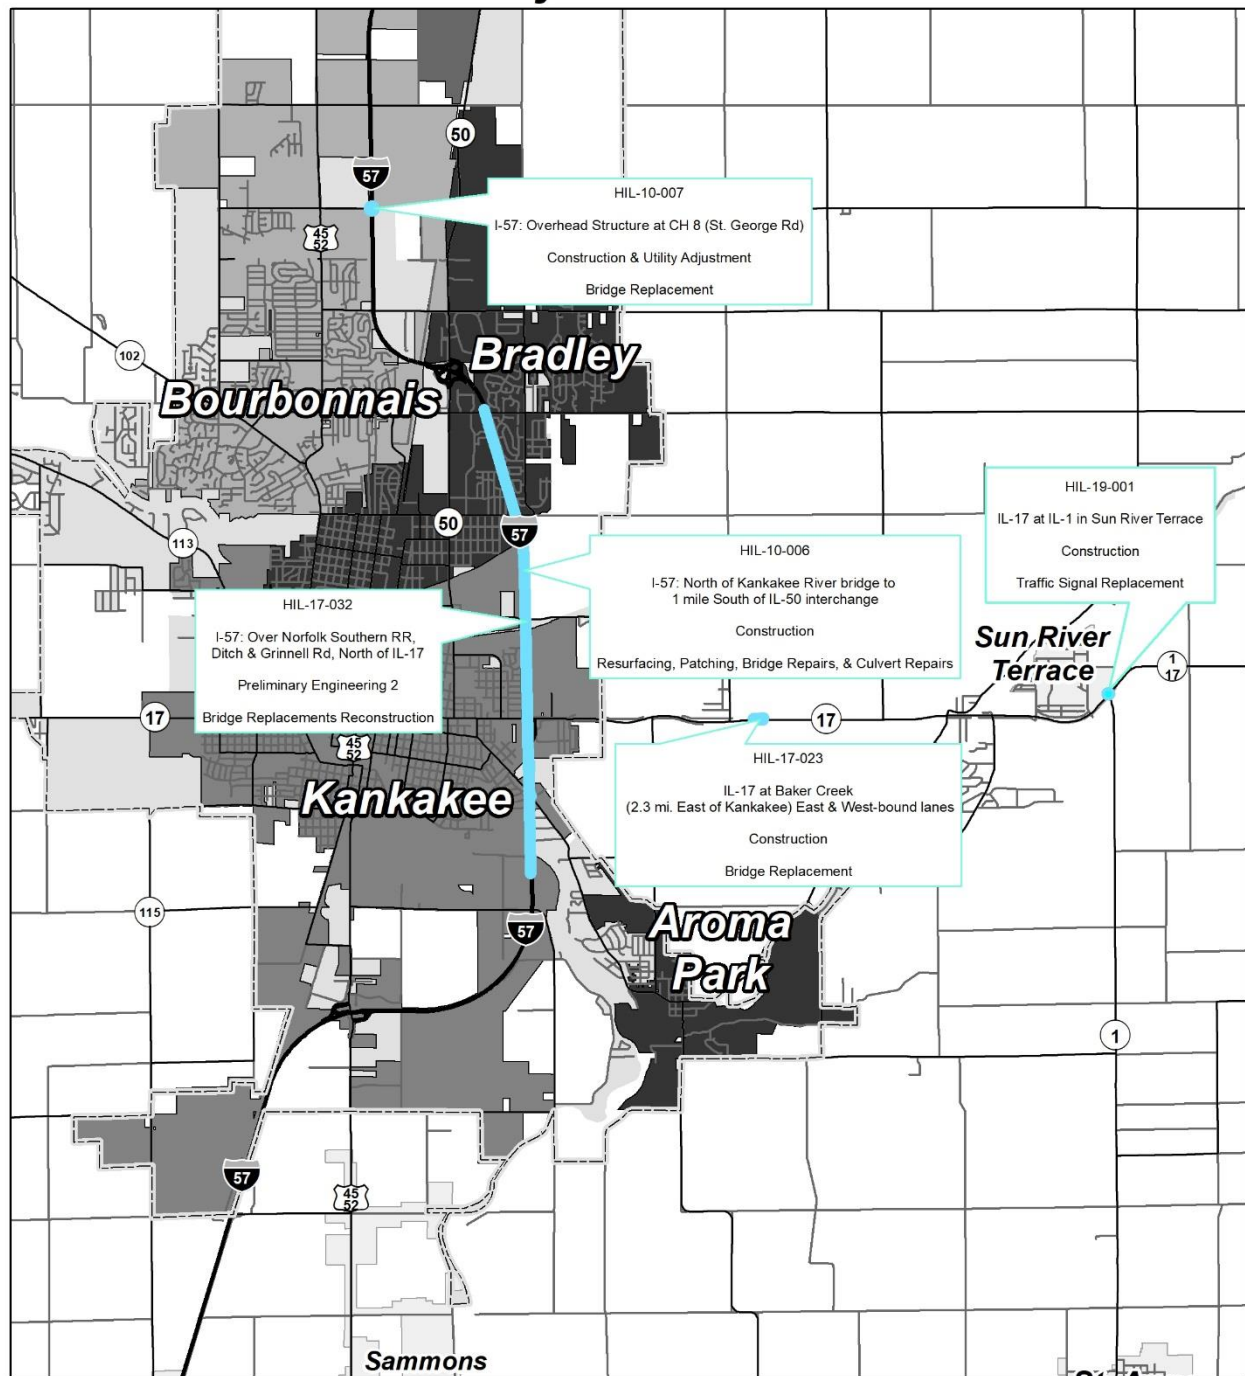 50
57
HIL-10-007
I-57: Overhead Structure at CH 8 (St. George Rd)
Construction & Utility Adjustment
Bridge Replacement
45
52
102
Bradley
Bourbonnais
HIL-19-001
IL-17 at IL-1 in Sun River Terrace
Construction
Traffic Signal Replacement
50
57
113
HIL-10-006
I-57: North of Kankakee River bridge to
1 mile South of IL-50 interchange
Construction
Resurfacing, Patching, Bridge Repairs, & Culvert Repairs
HIL-17-032
I-57: Over Norfolk Southern RR,
Ditch & Grinnell Rd, North of IL-17
Preliminary Engineering 2
Bridge Replacements Reconstruction
Sun River
Terrace
1
17
17
17
45
52
HIL-17-023
IL-17 at Baker Creek
(2.3 mi. East of Kankakee) East & West-bound lanes
Construction
Bridge Replacement
Kankakee
115
57
Aroma
Park
1
57
45
52
Sammons